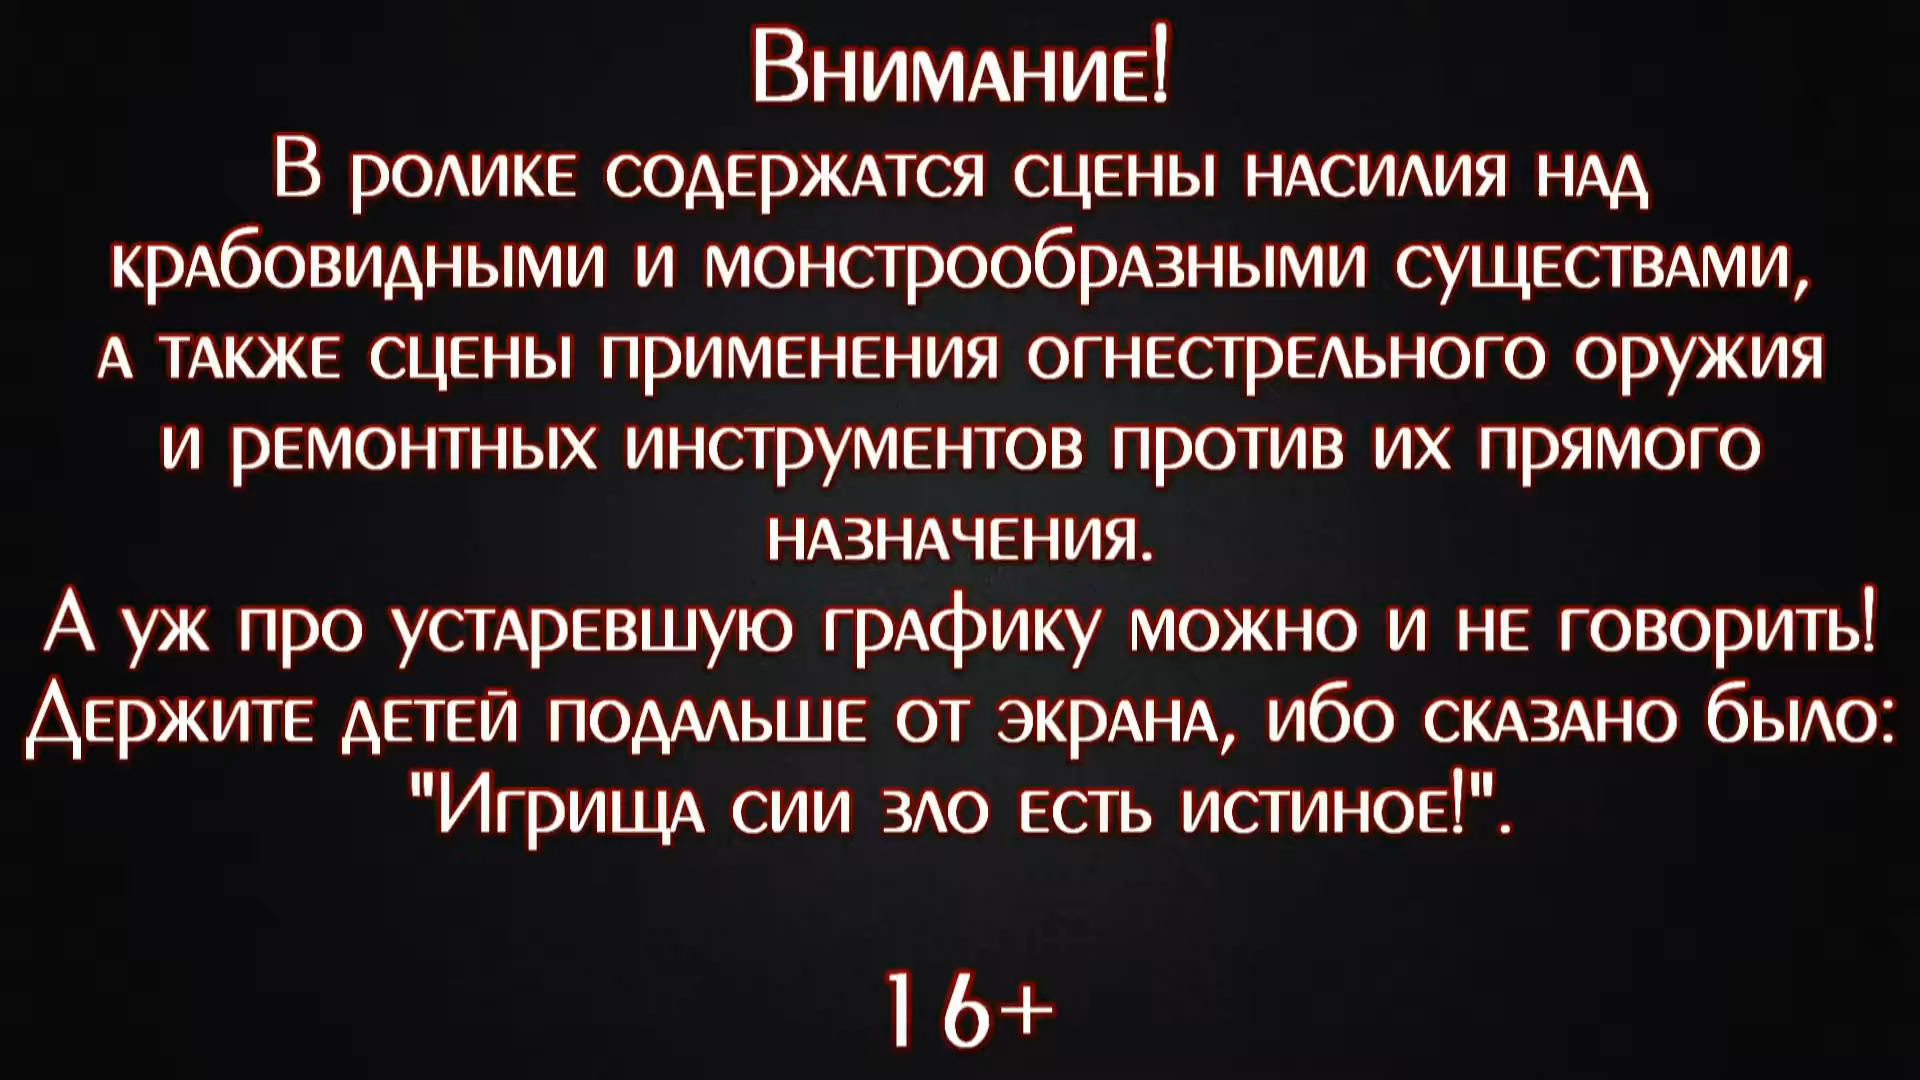 Внимание!
В ролике содержатся сцены насилия над
крабовидными и монстрообразными существами,
а также сцены применения огнестрельного оружия
и ремонтных инструментов против их прямого
назначения.
А уж про устаревшую графику можно и не говорить!
Держите детей подальше от экрана, ибо сказано было:
"Игрища сии зло есть истиное!".
16+